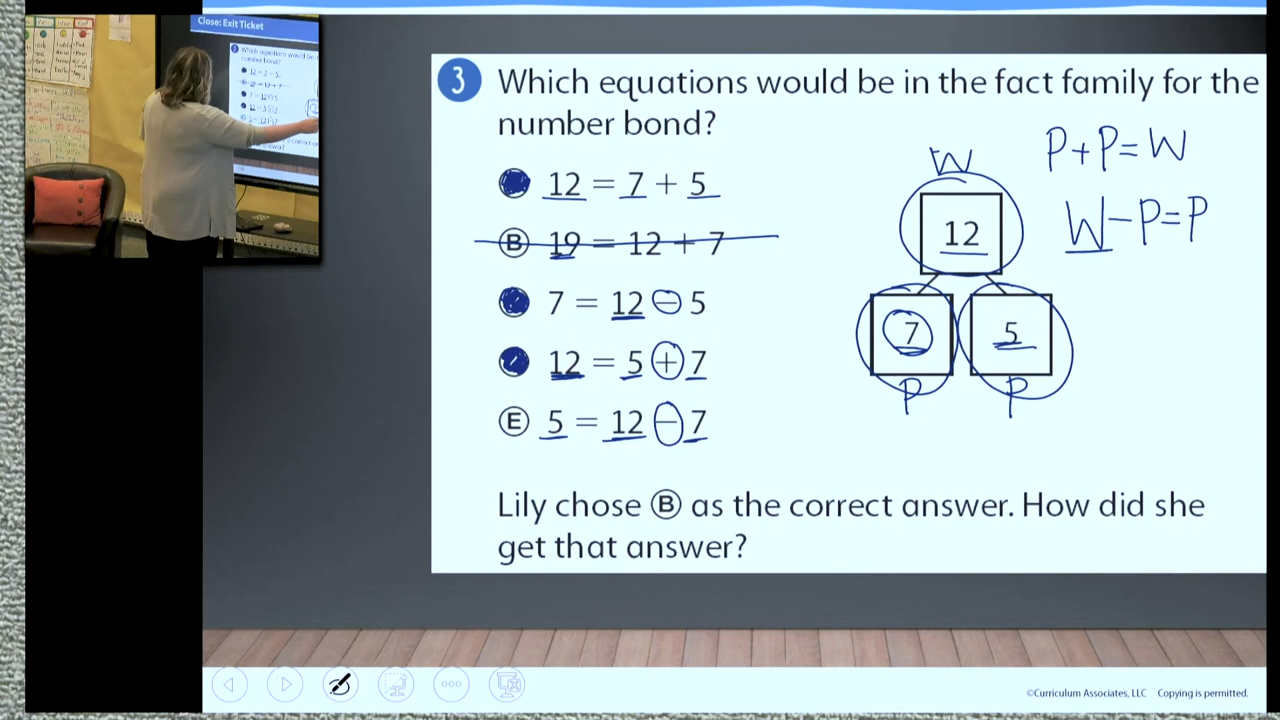 Close: Exit Ticket
3 Which equations would be in the fact family for the
number bond?
12 = 7 + 5
B 19 = 12 + 7
7 = 12 − 5
12 = 5 + 7
E 5 = 12 − 7
W
12
7 5
P P
P+P=W
W−P=P
Lily chose B as the correct answer. How did she
get that answer?
©Curriculum Associates, LLC Copying is permitted.